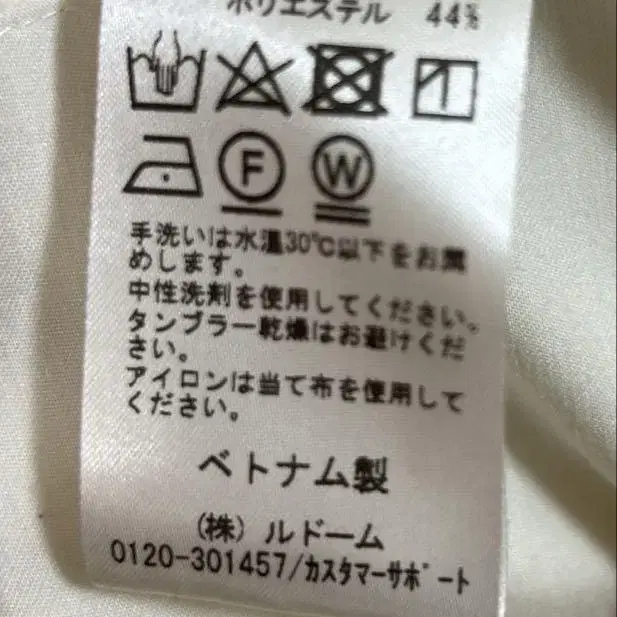 ポリエステル 44%
F W
手洗いは水温30℃以下をお薦
めします。
中性洗剤を使用してください。
タンブラー乾燥はお避けくだ
さい。
アイロンは当て布を使用して
ください。
ベトナム製
(株) ルドーム
0120-301457/カスタマーサポート